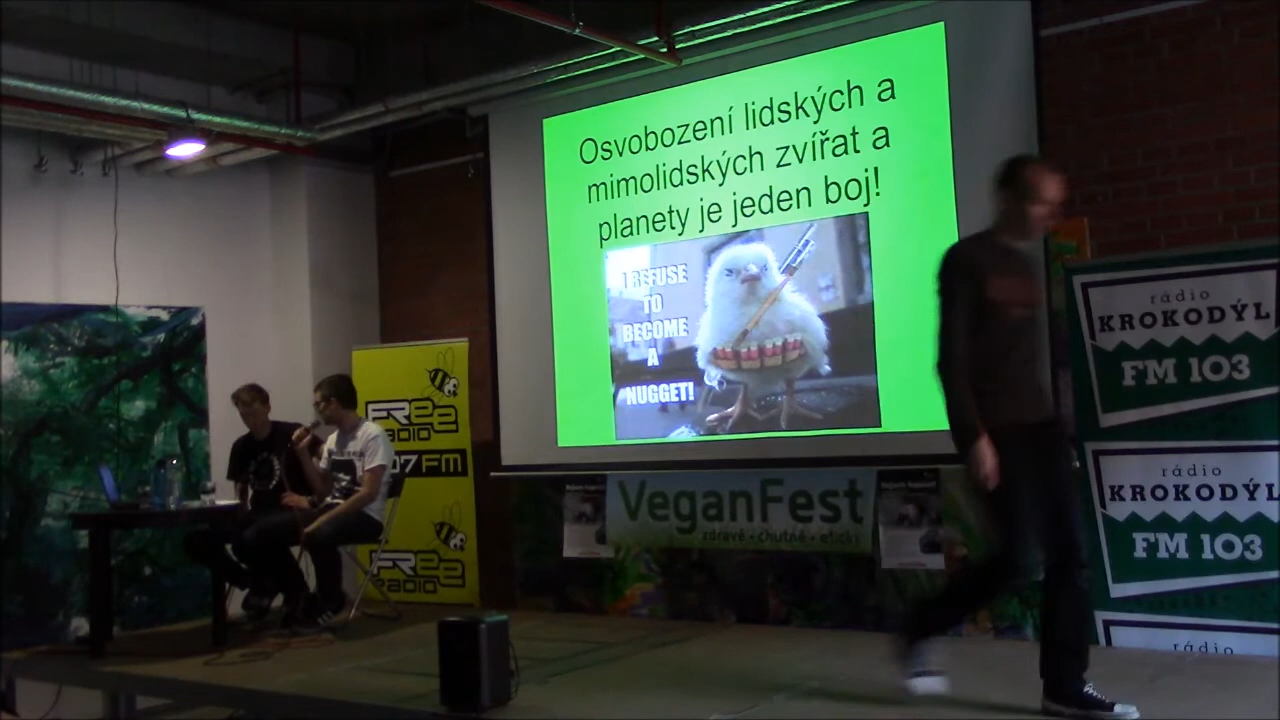 Osvobození lidských a
mimolidských zvířat a
planety je jeden boj!
I REFUSE
TO
BECOME
A
NUGGET!
FREE
RADIO
107 FM
FREE
RADIO
VeganFest
zdravě • chutně • eticky
rádio
KROKODÝL
FM 103
rádio
KROKODÝL
FM 103
rádio